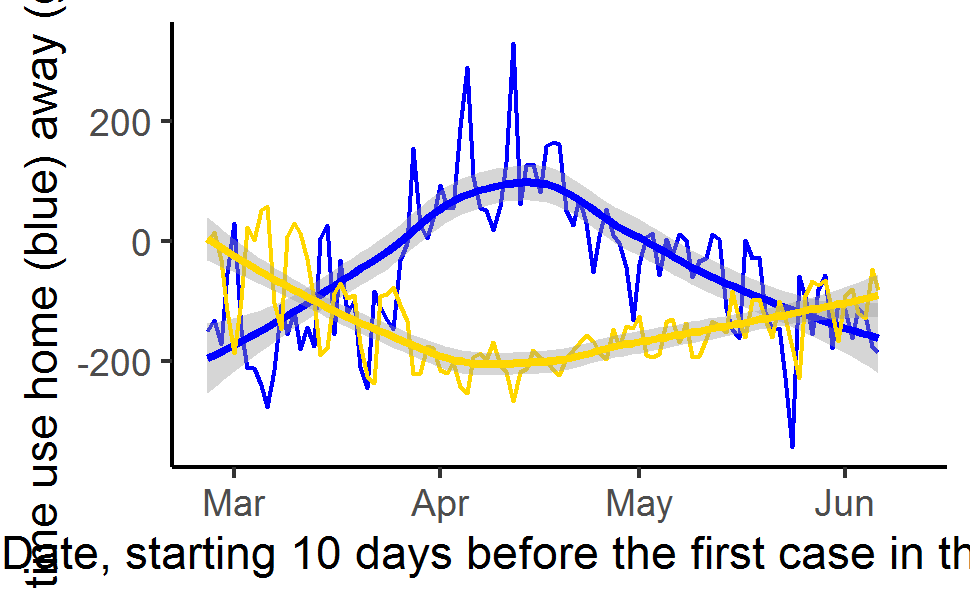 time use home (blue) away (
200
0
-200
Mar Apr May Jun
Date, starting 10 days before the first case in th